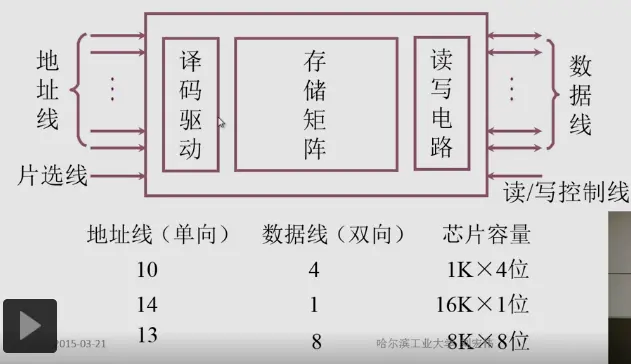 地址线
译码驱动
存储矩阵
读写电路
数据线
片选线
读/写控制线
地址线（单向） 数据线（双向） 芯片容量
10 4 1K×4位
14 1 16K×1位
13 8 8K×8位
2015-03-21 哈尔滨工业大学